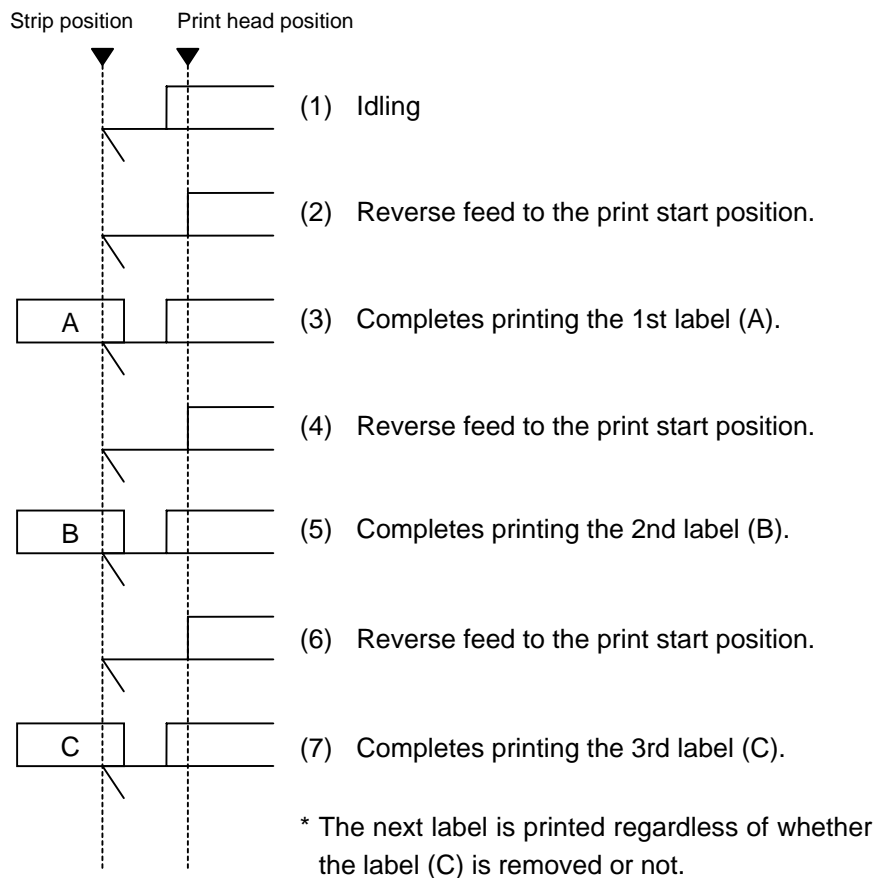 Strip position Print head position
(1) Idling
(2) Reverse feed to the print start position.
A (3) Completes printing the 1st label (A).
(4) Reverse feed to the print start position.
B (5) Completes printing the 2nd label (B).
(6) Reverse feed to the print start position.
C (7) Completes printing the 3rd label (C).
* The next label is printed regardless of whether
the label (C) is removed or not.